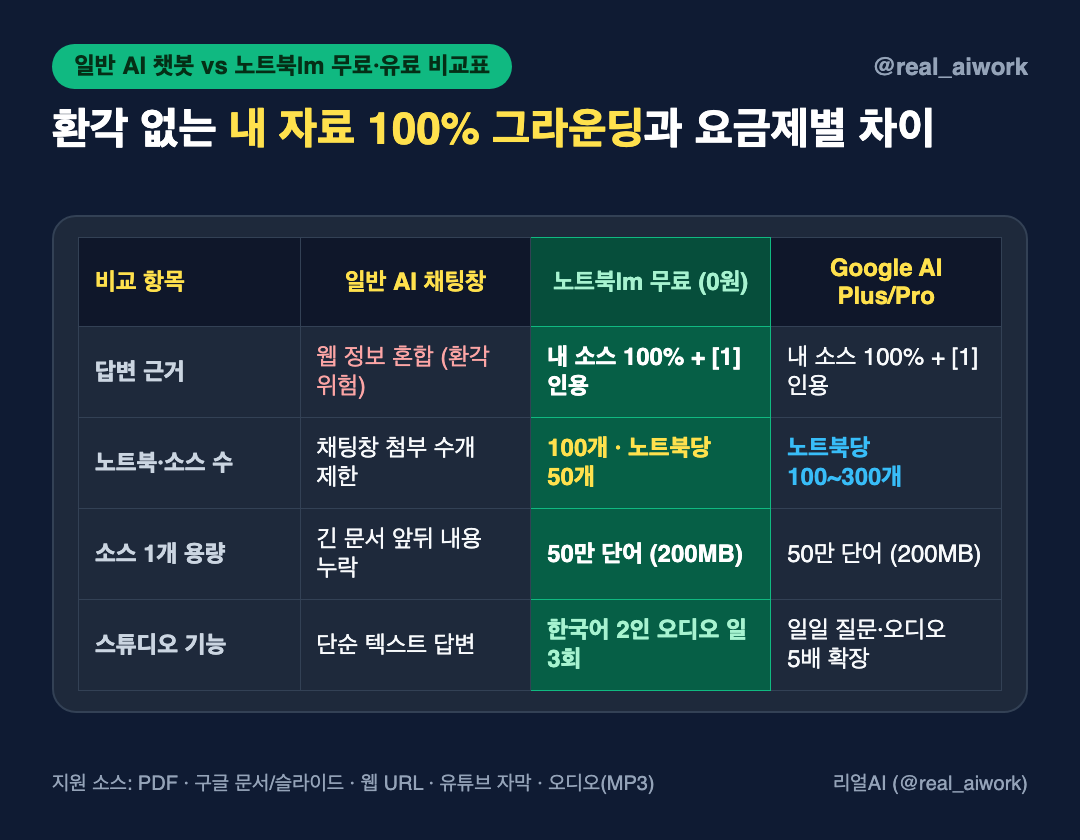 일반 AI 챗봇 vs 노트북lm 무료·유료 비교표
@real_aiwork
환각 없는 내 자료 100% 그라운딩과 요금제별 차이
비교 항목
일반 AI 채팅창
노트북lm 무료 (0원)
Google AI
Plus/Pro
답변 근거
웹 정보 혼합 (환각
위험)
내 소스 100% + [1]
인용
내 소스 100% + [1]
인용
노트북·소스 수
채팅창 첨부 수개
제한
100개 · 노트북당
50개
노트북당
100~300개
소스 1개 용량
긴 문서 앞뒤 내용
누락
50만 단어 (200MB)
50만 단어 (200MB)
스튜디오 기능
단순 텍스트 답변
한국어 2인 오디오 일
3회
일일 질문·오디오
5배 확장
지원 소스: PDF · 구글 문서/슬라이드 · 웹 URL · 유튜브 자막 · 오디오(MP3)
리얼AI (@real_aiwork)